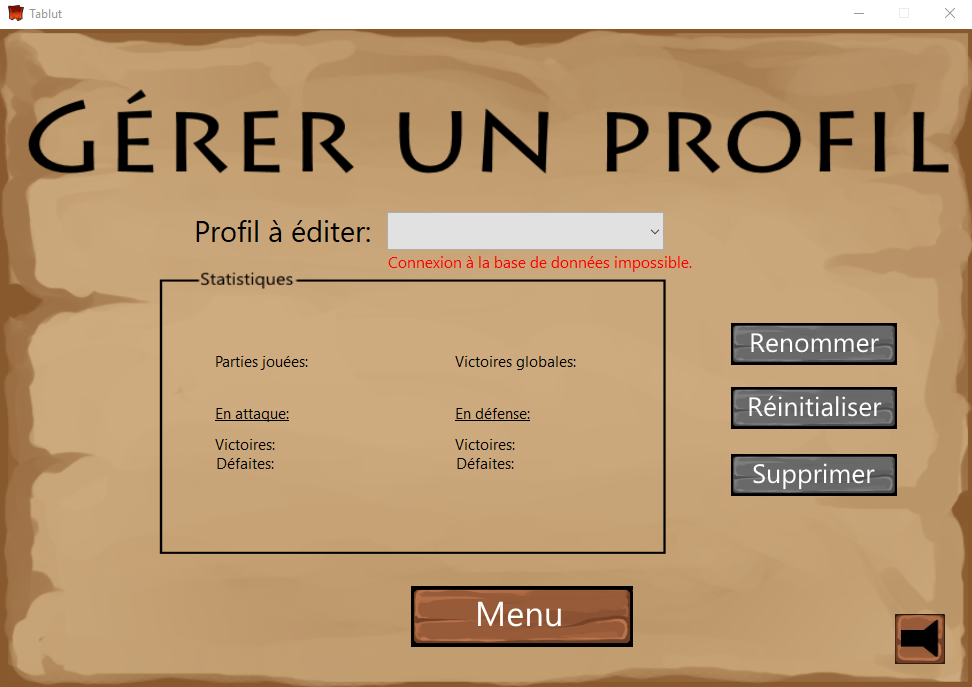 Tablut
GÉRER UN PROFIL
Profil à éditer:
Connexion à la base de données impossible.
Statistiques
Parties jouées: Victoires globales:
En attaque: En défense:
Victoires: Victoires:
Défaites: Défaites:
Renommer
Réinitialiser
Supprimer
Menu